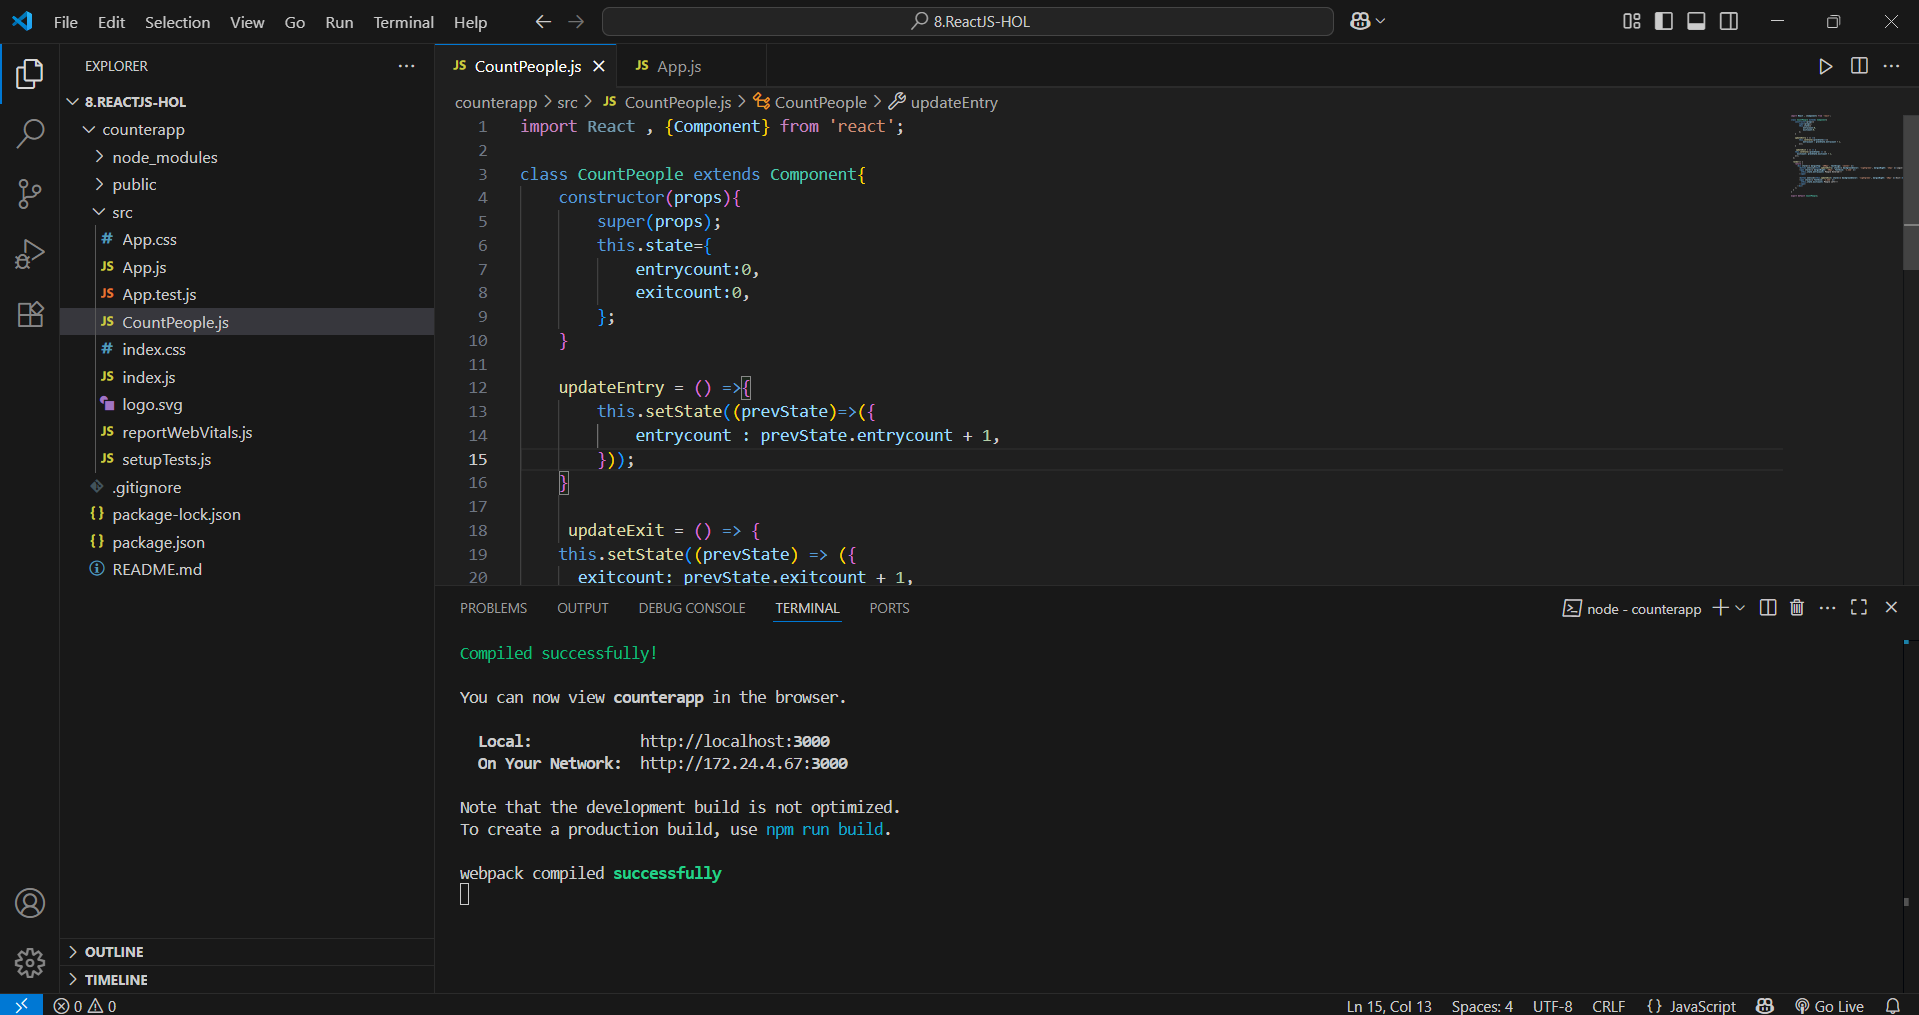 File Edit Selection View Go Run Terminal Help
8.ReactJS-HOL
EXPLORER
8.REACTJS-HOL
counterapp
node_modules
public
src
# App.css
JS App.js
JS App.test.js
JS CountPeople.js
# index.css
JS index.js
logo.svg
JS reportWebVitals.js
JS setupTests.js
.gitignore
{} package-lock.json
{} package.json
README.md
OUTLINE
TIMELINE
JS CountPeople.js
JS App.js
counterapp > src > JS CountPeople.js > CountPeople > updateEntry
1 import React , {Component} from 'react';
2
3 class CountPeople extends Component{
4 constructor(props){
5 super(props);
6 this.state={
7 entrycount:0,
8 exitcount:0,
9 };
10 }
11
12 updateEntry = () =>{
13 this.setState((prevState)=>({
14 entrycount : prevState.entrycount + 1,
15 }));
16 }
17
18 updateExit = () => {
19 this.setState((prevState) => ({
20 exitcount: prevState.exitcount + 1,
PROBLEMS OUTPUT DEBUG CONSOLE TERMINAL PORTS
node - counterapp
Compiled successfully!
You can now view counterapp in the browser.
Local: http://localhost:3000
On Your Network: http://172.24.4.67:3000
Note that the development build is not optimized.
To create a production build, use npm run build.
webpack compiled successfully
0 0
Ln 15, Col 13 Spaces: 4 UTF-8 CRLF {} JavaScript Go Live